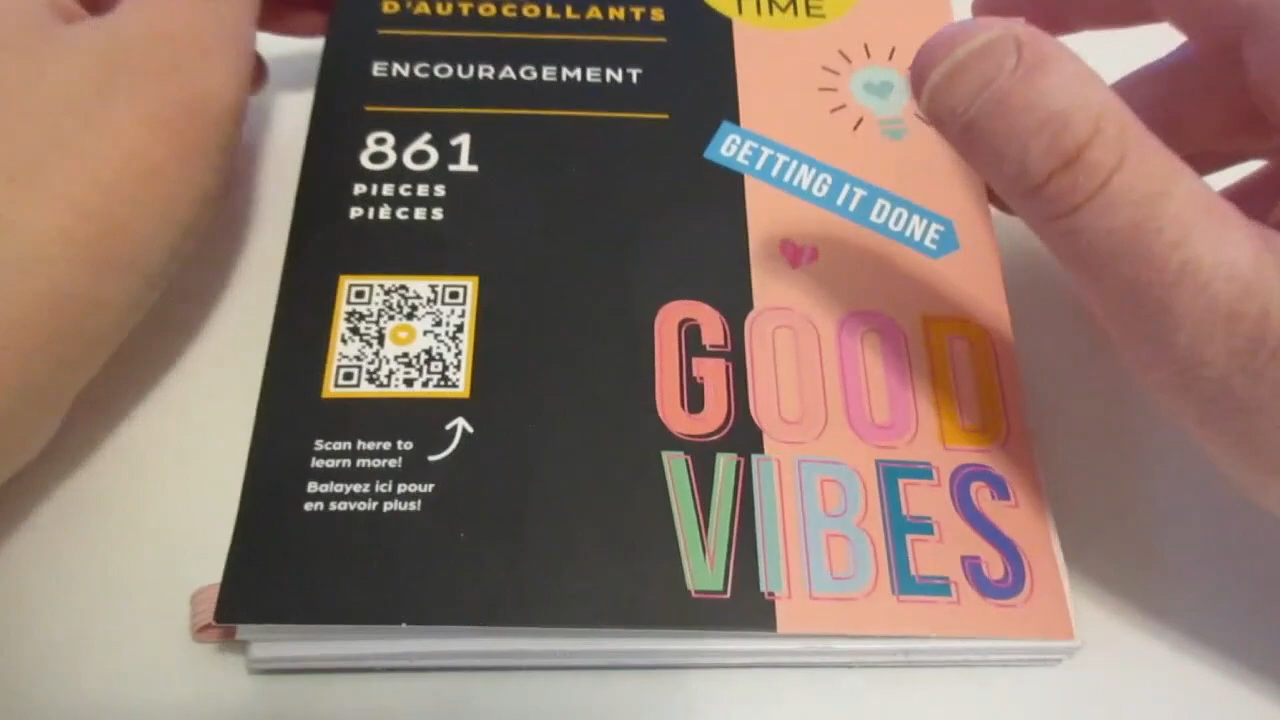 D'AUTOCOLLANTS
ENCOURAGEMENT
861
PIECES
PIÈCES
Scan here to
learn more!
Balayez ici pour
en savoir plus!
TIME
GETTING IT DONE
GOOD
VIBES